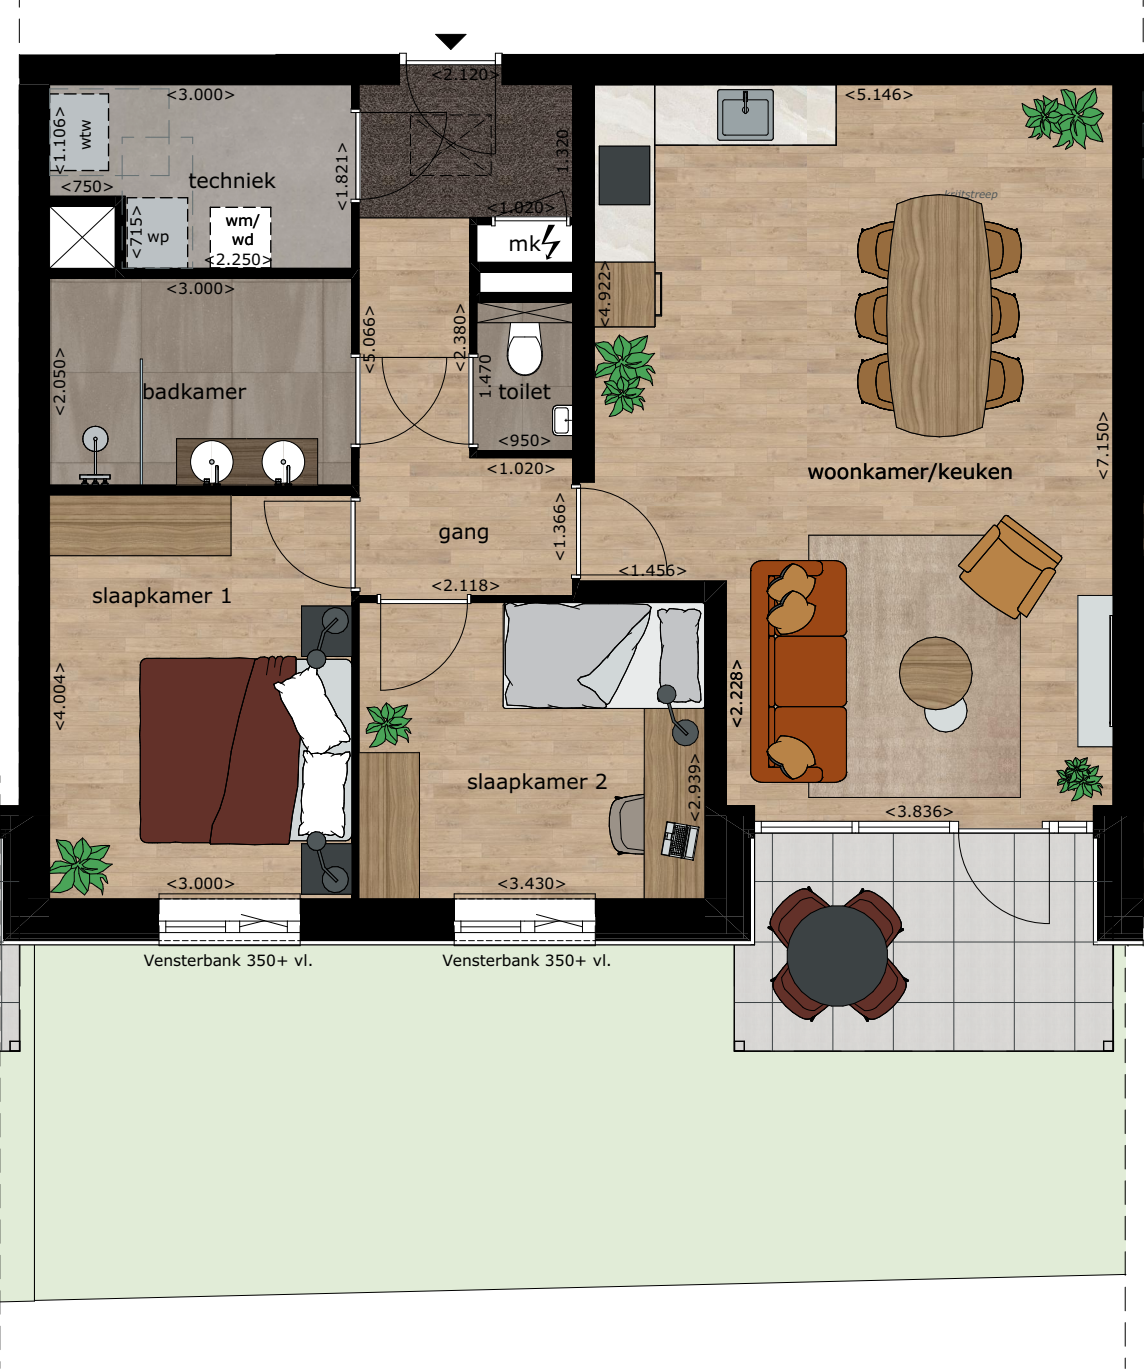 <2.120>
<3.000>
<5.146>
<1.106>
wtw
1.320
<1.821>
techniek
<750>
krijtstreep
<1.020>
<715>
wp
wm/
wd
mk
<2.250>
<3.000>
<4.922>
<5.066>
<2.380>
<2.050>
1.470
badkamer
toilet
<950>
<7.150>
<1.020>
woonkamer/keuken
<1.366>
gang
<1.456>
<2.118>
slaapkamer 1
<4.004>
<2.228>
slaapkamer 2
<2.939>
<3.836>
<3.000>
<3.430>
Vensterbank 350+ vl.
Vensterbank 350+ vl.